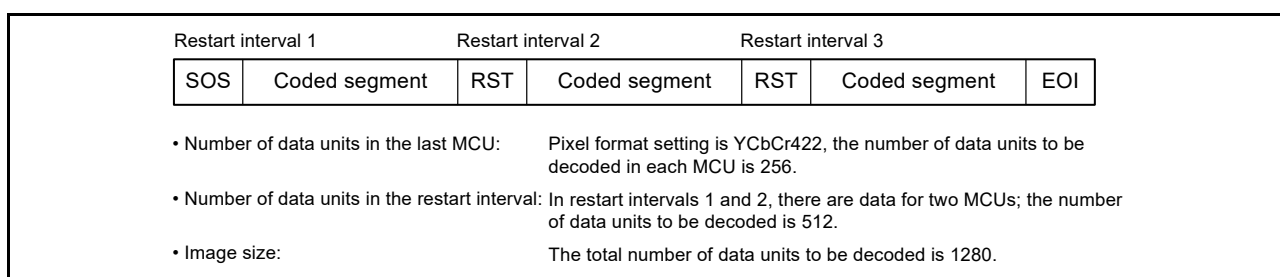 Restart interval 1 Restart interval 2 Restart interval 3
SOS Coded segment RST Coded segment RST Coded segment EOI
• Number of data units in the last MCU: Pixel format setting is YCbCr422, the number of data units to be
decoded in each MCU is 256.
• Number of data units in the restart interval: In restart intervals 1 and 2, there are data for two MCUs; the number
of data units to be decoded is 512.
• Image size: The total number of data units to be decoded is 1280.